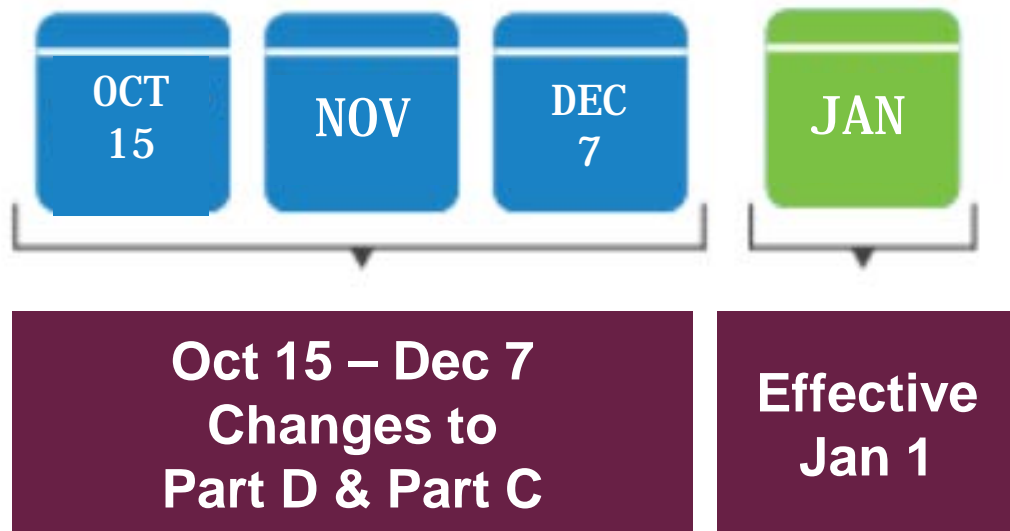 OCT
15
NOV
DEC
7
JAN
Oct 15 – Dec 7
Changes to
Part D & Part C
Effective
Jan 1